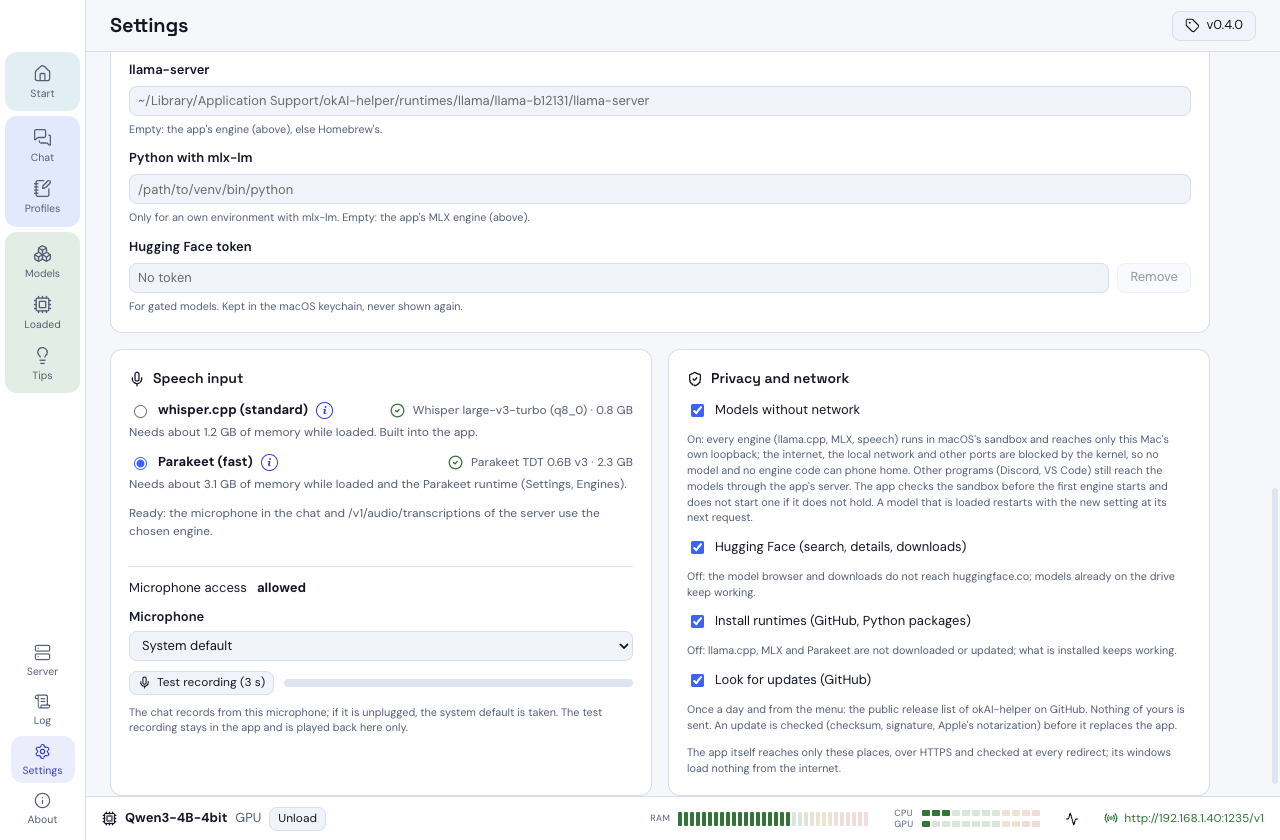 Settings
v0.4.0
Start
Chat
Profiles
Models
Loaded
Tips
Server
Log
Settings
About
llama-server
~/Library/Application Support/okAI-helper/runtimes/llama/llama-b12131/llama-server
Empty: the app's engine (above), else Homebrew's.
Python with mlx-lm
/path/to/venv/bin/python
Only for an own environment with mlx-lm. Empty: the app's MLX engine (above).
Hugging Face token
No token
Remove
For gated models. Kept in the macOS keychain, never shown again.
Speech input
whisper.cpp (standard) i Whisper large-v3-turbo (q8_0) · 0.8 GB
Needs about 1.2 GB of memory while loaded. Built into the app.
Parakeet (fast) i Parakeet TDT 0.6B v3 · 2.3 GB
Needs about 3.1 GB of memory while loaded and the Parakeet runtime (Settings, Engines).
Ready: the microphone in the chat and /v1/audio/transcriptions of the server use the
chosen engine.
Microphone access allowed
Microphone
System default
Test recording (3 s)
The chat records from this microphone; if it is unplugged, the system default is taken. The test
recording stays in the app and is played back here only.
Privacy and network
Models without network
On: every engine (llama.cpp, MLX, speech) runs in macOS's sandbox and reaches only this Mac's
own loopback; the internet, the local network and other ports are blocked by the kernel, so no
model and no engine code can phone home. Other programs (Discord, VS Code) still reach the
models through the app's server. The app checks the sandbox before the first engine starts and
does not start one if it does not hold. A model that is loaded restarts with the new setting at its
next request.
Hugging Face (search, details, downloads)
Off: the model browser and downloads do not reach huggingface.co; models already on the drive
keep working.
Install runtimes (GitHub, Python packages)
Off: llama.cpp, MLX and Parakeet are not downloaded or updated; what is installed keeps working.
Look for updates (GitHub)
Once a day and from the menu: the public release list of okAI-helper on GitHub. Nothing of yours is
sent. An update is checked (checksum, signature, Apple's notarization) before it replaces the app.
The app itself reaches only these places, over HTTPS and checked at every redirect; its windows
load nothing from the internet.
Qwen3-4B-4bit GPU Unload
RAM
CPU
GPU
http://192.168.1.40:1235/v1